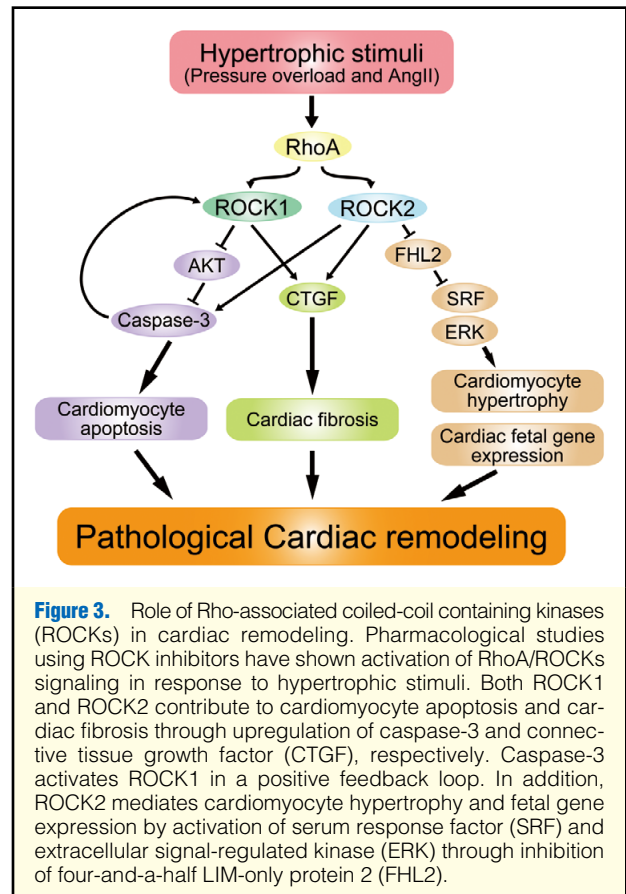 Hypertrophic stimuli
(Pressure overload and AngII)
RhoA
ROCK1
ROCK2
AKT
FHL2
CTGF
SRF
Caspase-3
ERK
Cardiomyocyte
hypertrophy
Cardiomyocyte
apoptosis
Cardiac fibrosis
Cardiac fetal gene
expression
Pathological Cardiac remodeling
Figure 3. Role of Rho-associated coiled-coil containing kinases
(ROCKs) in cardiac remodeling. Pharmacological studies
using ROCK inhibitors have shown activation of RhoA/ROCKs
signaling in response to hypertrophic stimuli. Both ROCK1
and ROCK2 contribute to cardiomyocyte apoptosis and car-
diac fibrosis through upregulation of caspase-3 and connec-
tive tissue growth factor (CTGF), respectively. Caspase-3
activates ROCK1 in a positive feedback loop. In addition,
ROCK2 mediates cardiomyocyte hypertrophy and fetal gene
expression by activation of serum response factor (SRF) and
extracellular signal-regulated kinase (ERK) through inhibition
of four-and-a-half LIM-only protein 2 (FHL2).